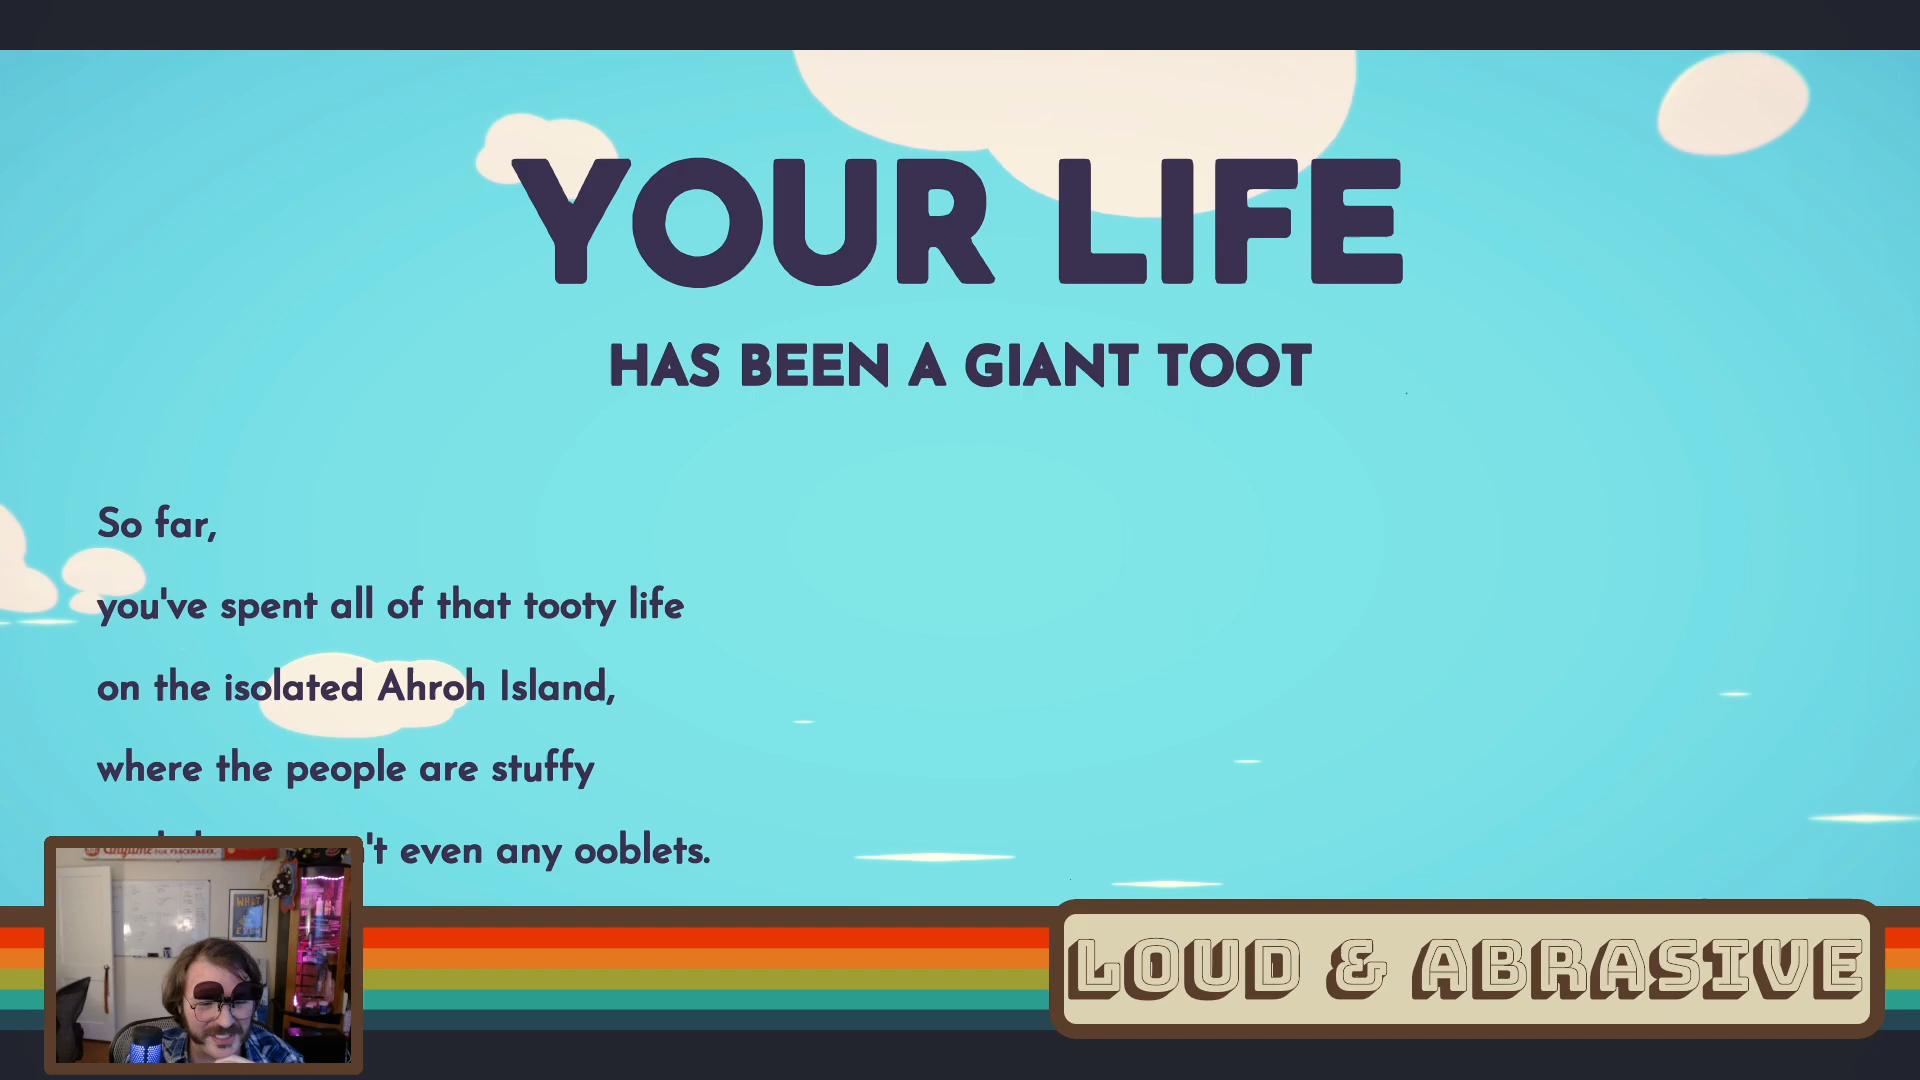 YOUR LIFE
HAS BEEN A GIANT TOOT
So far,
you've spent all of that tooty life
on the isolated Ahroh Island,
where the people are stuffy
't even any ooblets.
WHAT
LOUD & ABRASIVE